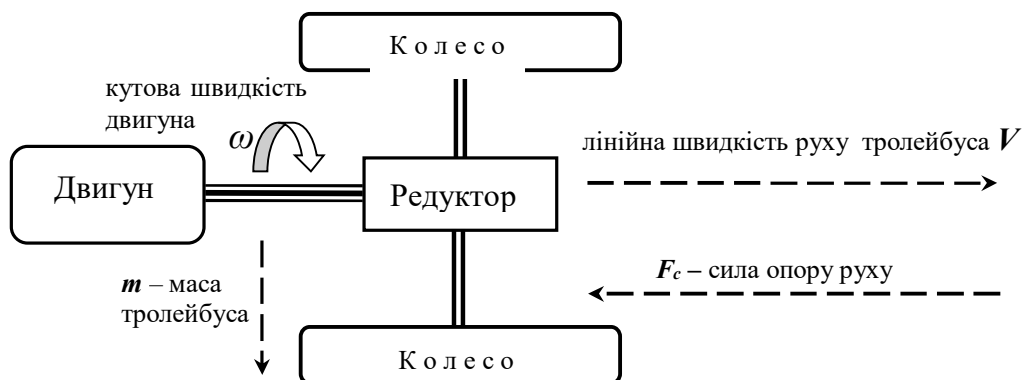 К о л е с о
кутова швидкість
двигуна
ω
лінійна швидкість руху тролейбуса V
Двигун
Редуктор
Fc – сила опору руху
m – маса
тролейбуса
К о л е с о